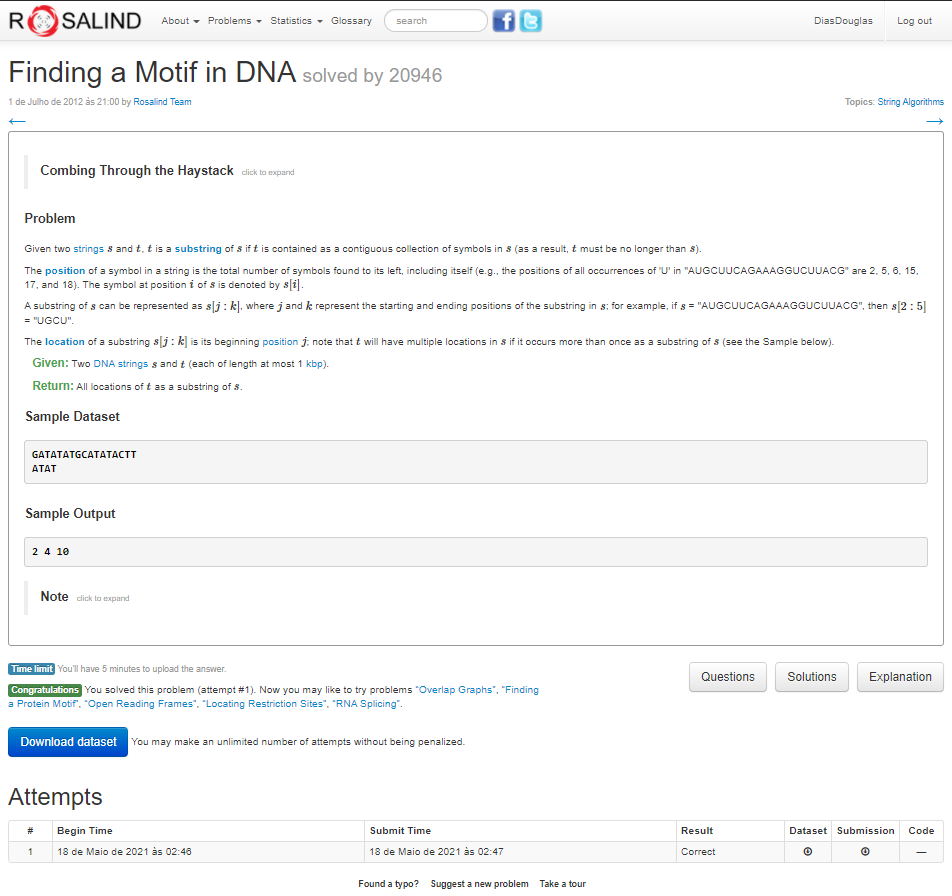 ROSALIND About Problems Statistics Glossary search DiasDouglas Log out
Finding a Motif in DNA solved by 20946
1 de Julho de 2012 às 21:00 by Rosalind Team Topics: String Algorithms
← →
Combing Through the Haystack click to expand
Problem
Given two strings s and t, t is a substring of s if t is contained as a contiguous collection of symbols in s (as a result, t must be no longer than s).
The position of a symbol in a string is the total number of symbols found to its left, including itself (e.g., the positions of all occurrences of 'U' in "AUGCUUCAGAAAGGUCUUACG" are 2, 5, 6, 15,
17, and 18). The symbol at position i of s is denoted by s[i].
A substring of s can be represented as s[j : k], where j and k represent the starting and ending positions of the substring in s; for example, if s = "AUGCUUCAGAAAGGUCUUACG", then s[2 : 5]
= "UGCU".
The location of a substring s[j : k] is its beginning position j; note that t will have multiple locations in s if it occurs more than once as a substring of s (see the Sample below).
Given: Two DNA strings s and t (each of length at most 1 kbp).
Return: All locations of t as a substring of s.
Sample Dataset
GATATATGCATATACTT
ATAT
Sample Output
2 4 10
Note click to expand
Time limit You'll have 5 minutes to upload the answer.
Questions Solutions Explanation
Congratulations You solved this problem (attempt #1). Now you may like to try problems "Overlap Graphs", "Finding
a Protein Motif", "Open Reading Frames", "Locating Restriction Sites", "RNA Splicing".
Download dataset You may make an unlimited number of attempts without being penalized.
Attempts
# Begin Time Submit Time Result Dataset Submission Code
1 18 de Maio de 2021 às 02:46 18 de Maio de 2021 às 02:47 Correct —
Found a typo? Suggest a new problem Take a tour